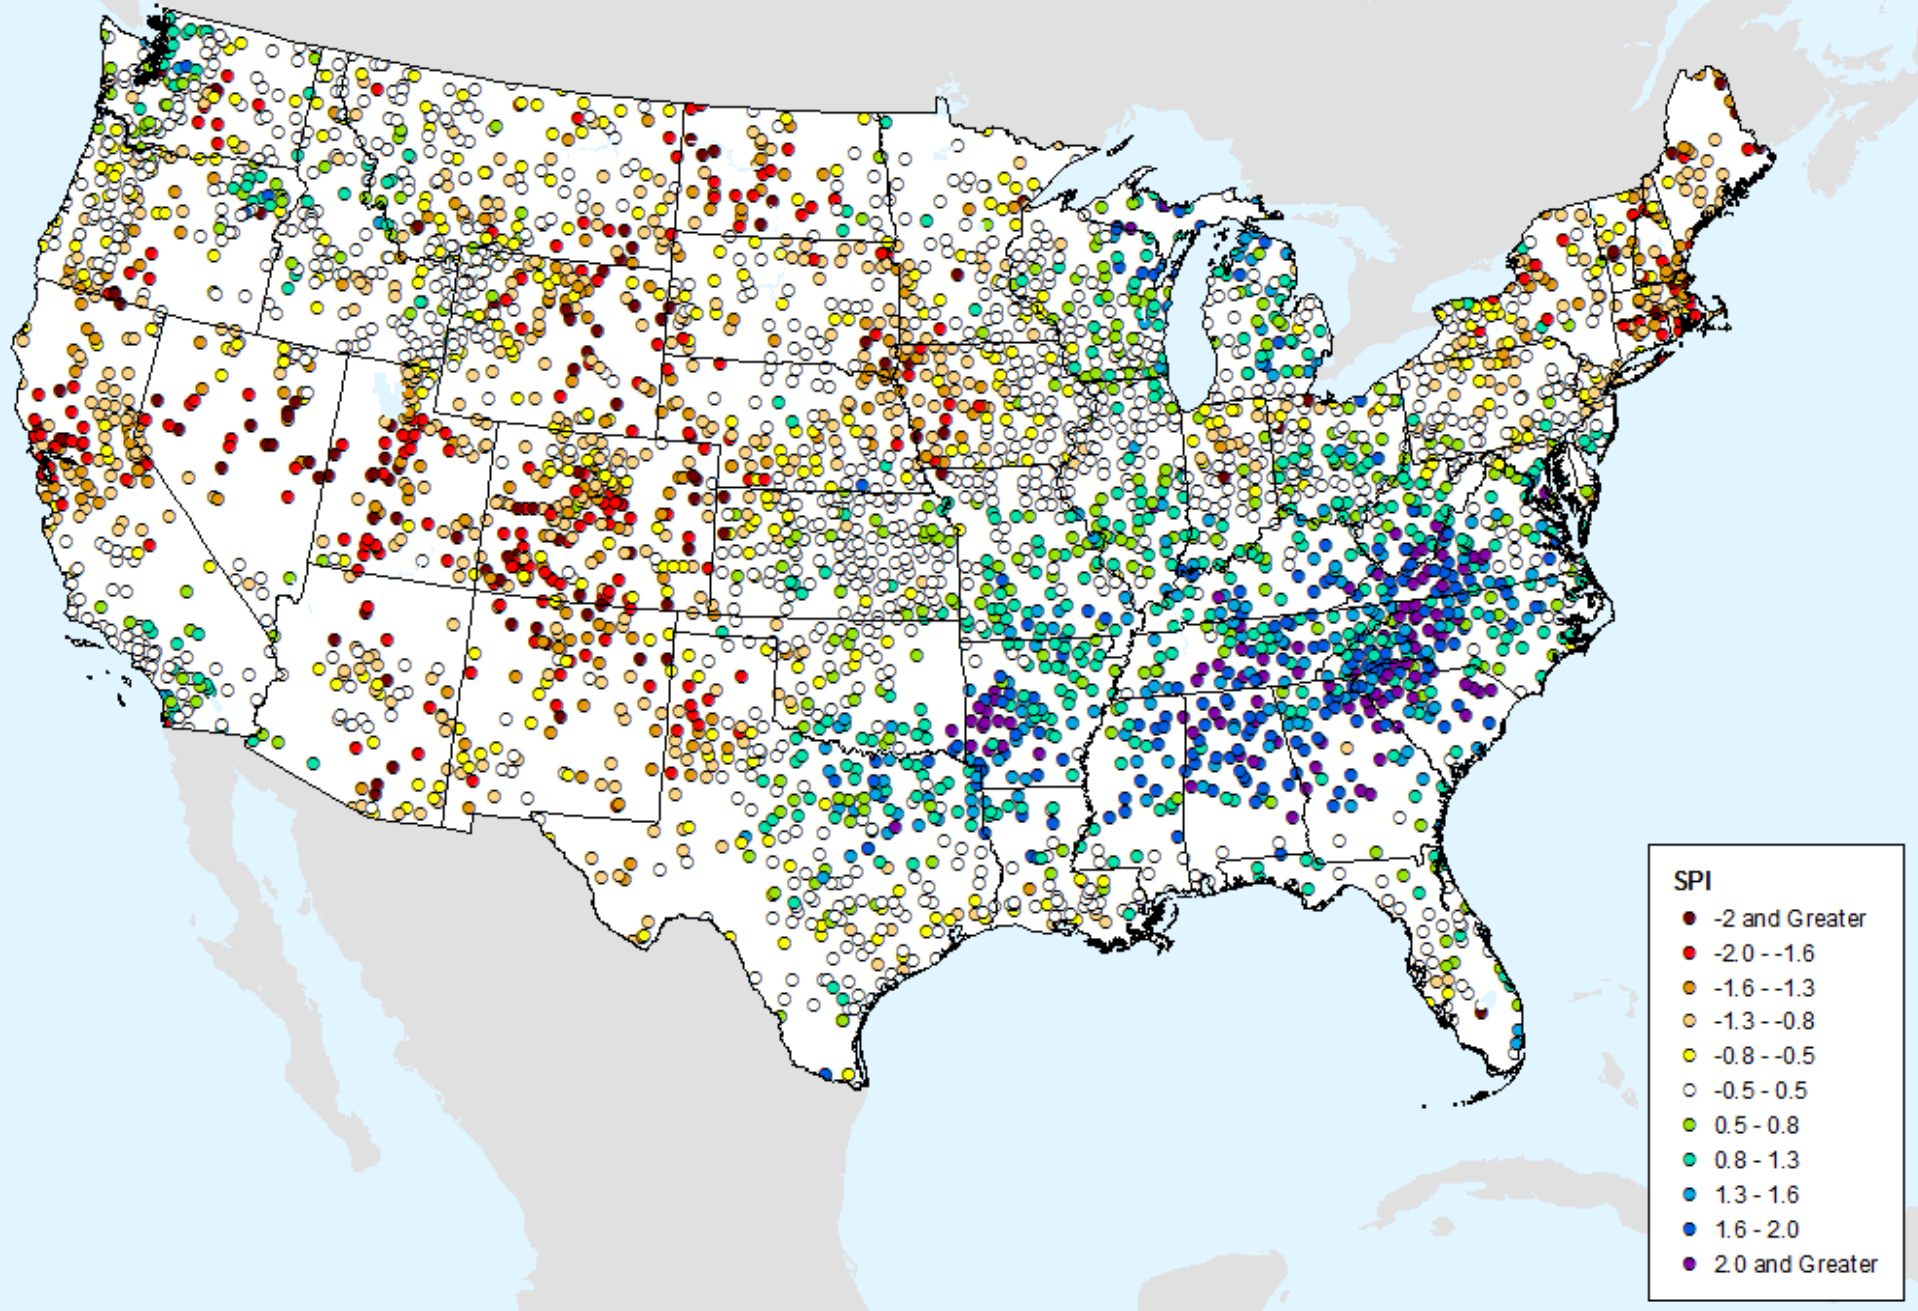 SPI
-2 and Greater
-2.0 - -1.6
-1.6 - -1.3
-1.3 - -0.8
-0.8 - -0.5
-0.5 - 0.5
0.5 - 0.8
0.8 - 1.3
1.3 - 1.6
1.6 - 2.0
2.0 and Greater